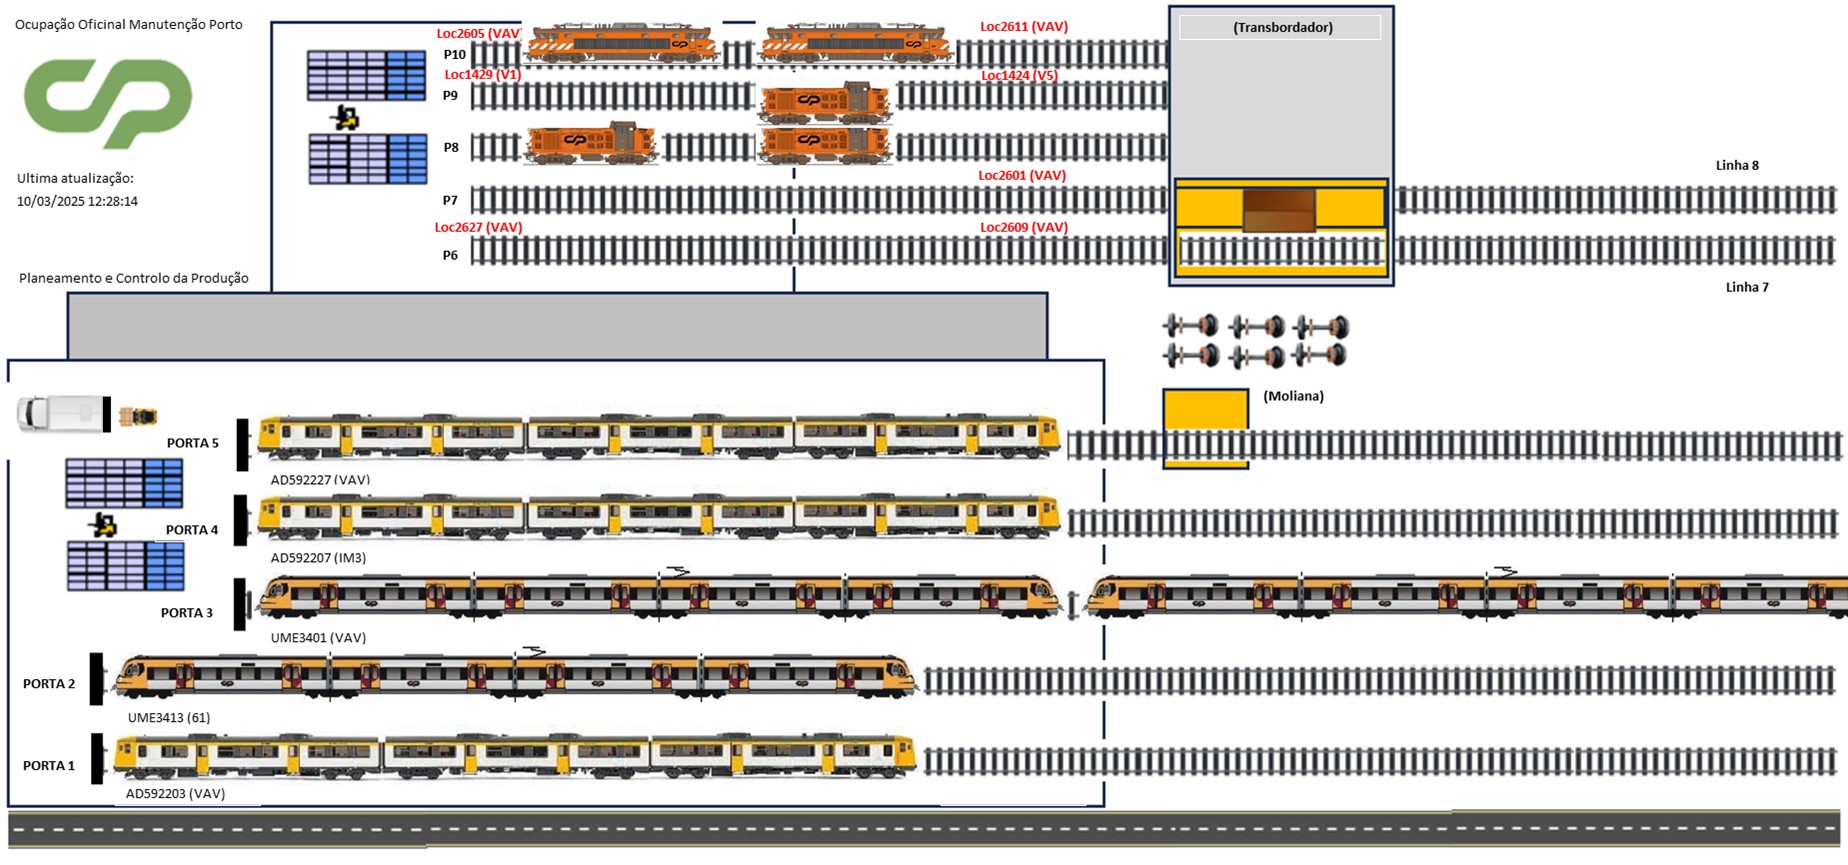 Ocupação Oficinal Manutenção Porto
CP
Ultima atualização:
10/03/2025 12:28:14
Planeamento e Controlo da Produção
Loc2605 (VAV)
Loc2611 (VAV)
P10
Loc1429 (V1)
Loc1424 (V5)
P9
P8
Loc2601 (VAV)
P7
Loc2627 (VAV)
Loc2609 (VAV)
P6
(Transbordador)
Linha 8
Linha 7
(Moliana)
PORTA 5
AD592227 (VAV)
PORTA 4
AD592207 (IM3)
PORTA 3
UME3401 (VAV)
PORTA 2
UME3413 (61)
PORTA 1
AD592203 (VAV)